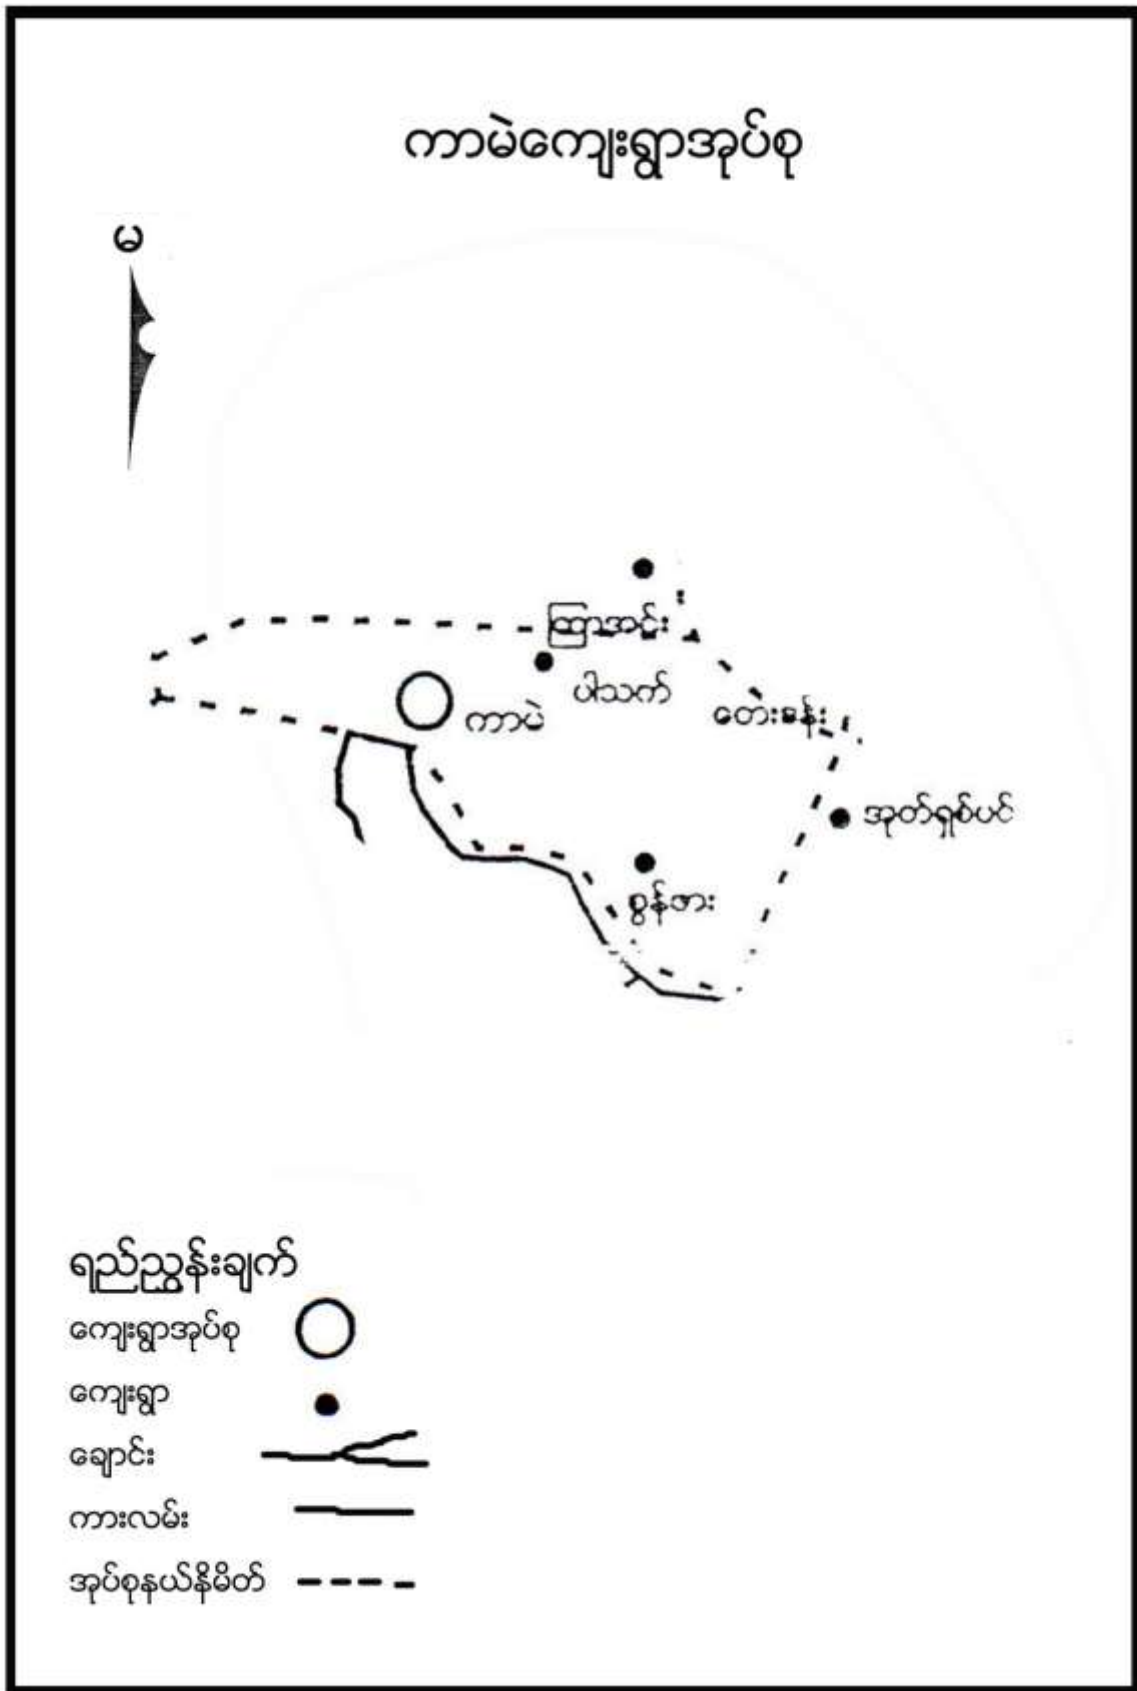 ကာမဲကျေးရွာအုပ်စု
မ
ထြာအင်း
ပါသက်
ကာမဲ
တေးခန်း
အုတ်ရှစ်ပင်
စွန်ဇား
ရည်ညွှန်းချက်
ကျေးရွာအုပ်စု
ကျေးရွာ
ချောင်း
ကားလမ်း
အုပ်စုနယ်နိမိတ်